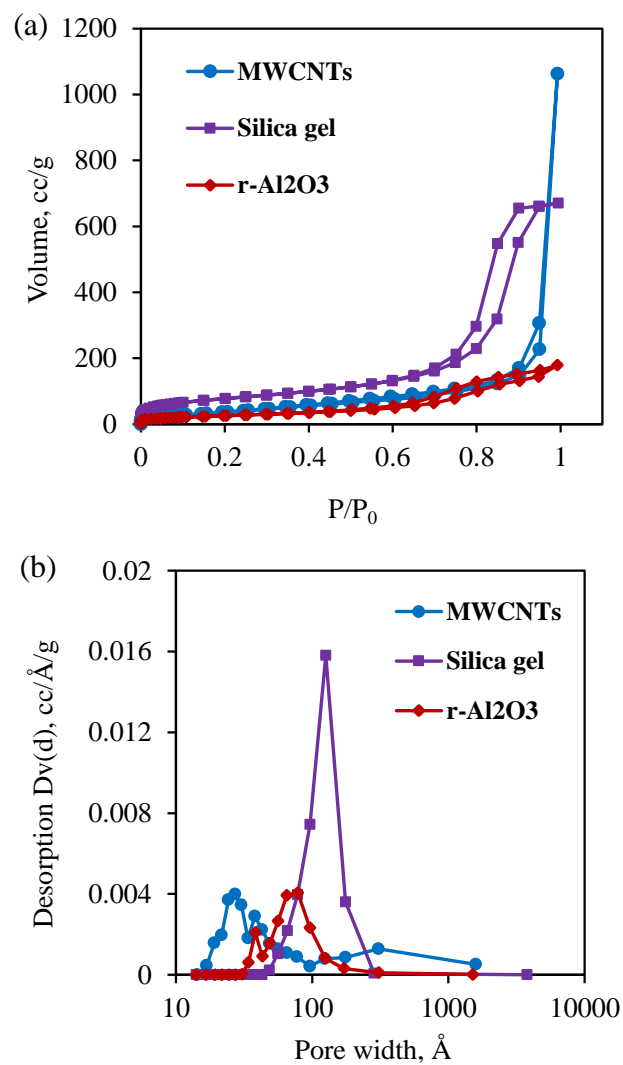 (a)
1200
1000
800
600
400
200
0
Volume, cc/g
MWCNTs
Silica gel
r-Al2O3
0 0.2 0.4 0.6 0.8 1
P/P0
(b)
0.02
0.016
0.012
0.008
0.004
0
Desorption Dv(d), cc/Å/g
MWCNTs
Silica gel
r-Al2O3
10 100 1000 10000
Pore width, Å